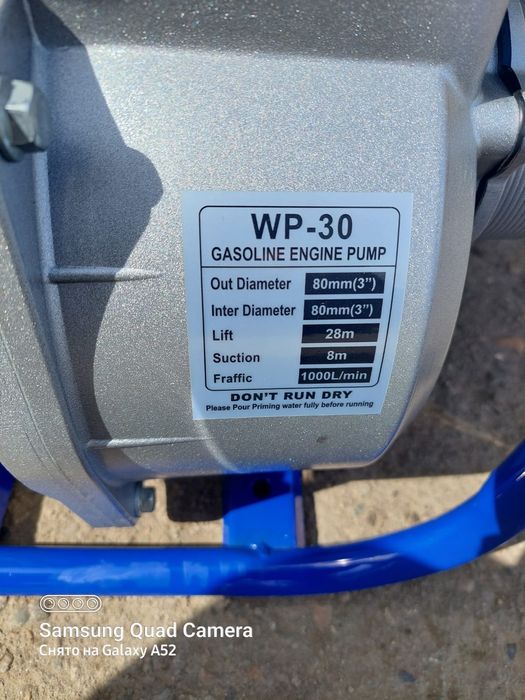 WP-30
GASOLINE ENGINE PUMP
Out Diameter 80mm(3")
Inter Diameter 80mm(3")
Lift 28m
Suction 8m
Fraffic 1000L/min
DON'T RUN DRY
Please Pour Priming water fully before running
Samsung Quad Camera
Снято на Galaxy A52